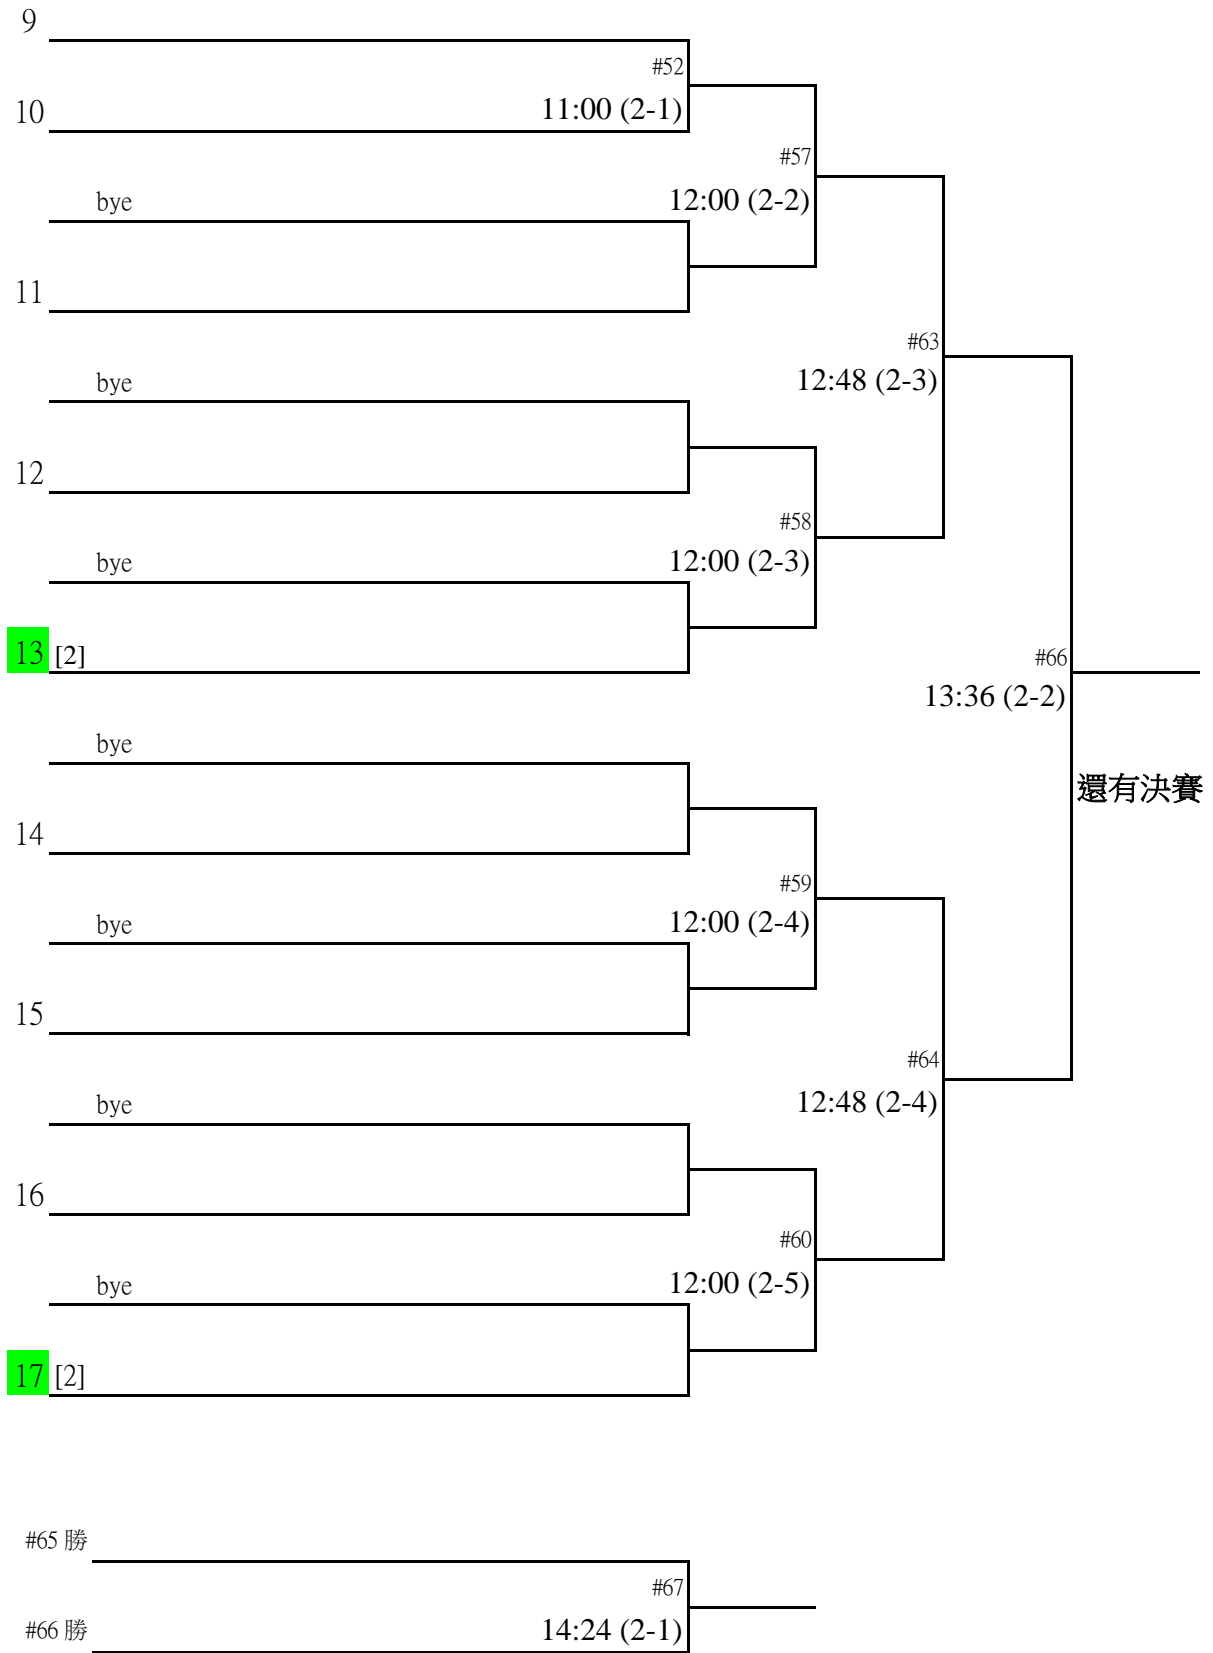 9
#52
10
11:00 (2-1)
#57
bye
12:00 (2-2)
11
#63
bye
12:48 (2-3)
12
#58
bye
12:00 (2-3)
13 [2]
#66
13:36 (2-2)
bye
還有決賽
14
#59
bye
12:00 (2-4)
15
#64
bye
12:48 (2-4)
16
#60
bye
12:00 (2-5)
17 [2]
#65 勝
#67
#66 勝
14:24 (2-1)